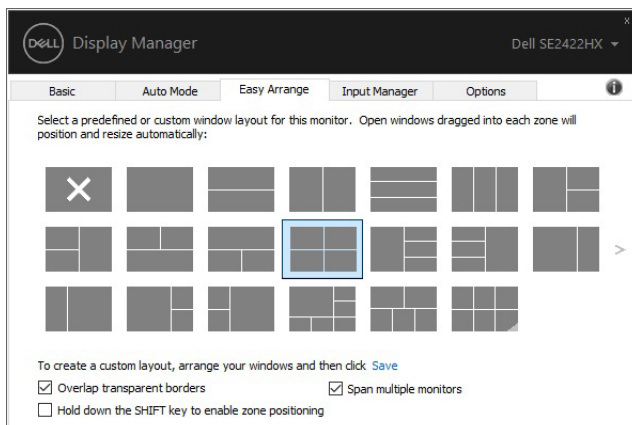 x
DELL Display Manager Dell SE2422HX
Basic Auto Mode Easy Arrange Input Manager Options
Select a predefined or custom window layout for this monitor. Open windows dragged into each zone will
position and resize automatically:
To create a custom layout, arrange your windows and then click Save
Overlap transparent borders Span multiple monitors
Hold down the SHIFT key to enable zone positioning